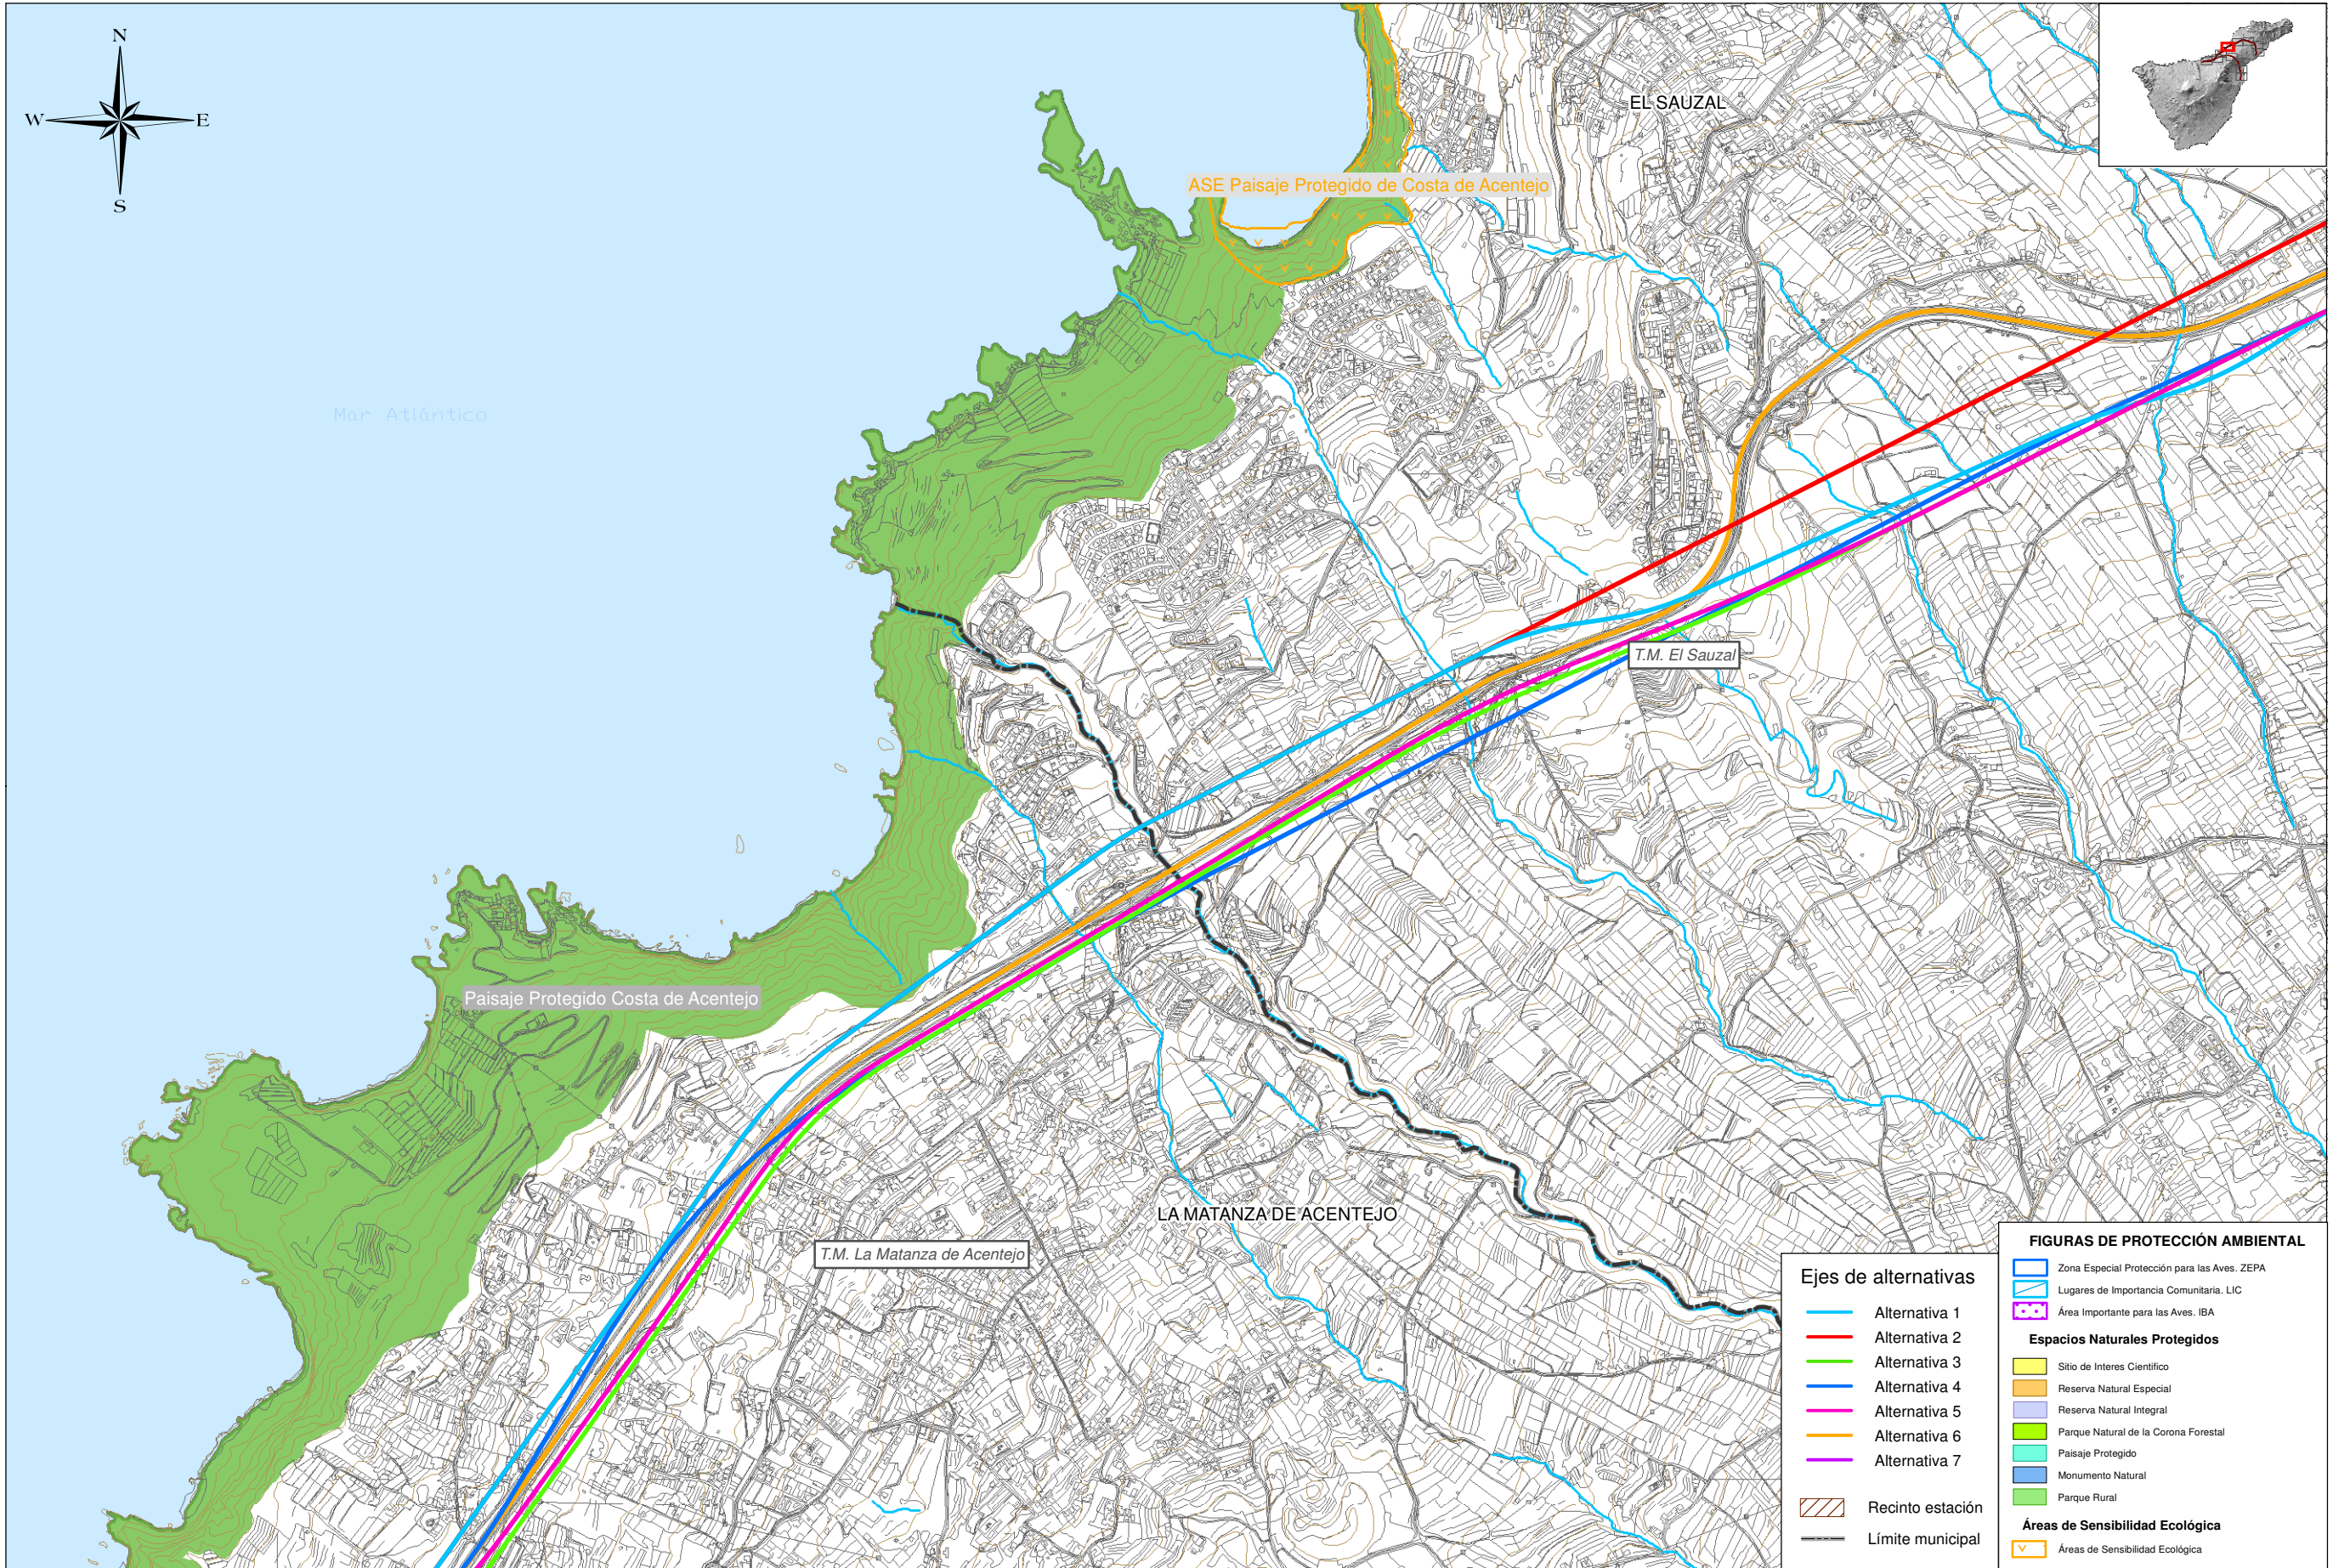 N
W
E
S
EL SAUZAL
ASE Paisaje Protegido de Costa de Acentejo
Mar Atlántico
T.M. El Sauzal
Paisaje Protegido Costa de Acentejo
LA MATANZA DE ACENTEJO
T.M. La Matanza de Acentejo
Ejes de alternativas
Alternativa 1
Alternativa 2
Alternativa 3
Alternativa 4
Alternativa 5
Alternativa 6
Alternativa 7
Recinto estación
Límite municipal
FIGURAS DE PROTECCIÓN AMBIENTAL
Zona Especial Protección para las Aves. ZEPA
Lugares de Importancia Comunitaria. LIC
Área Importante para las Aves. IBA
Espacios Naturales Protegidos
Sitio de Interes Cientifico
Reserva Natural Especial
Reserva Natural Integral
Parque Natural de la Corona Forestal
Paisaje Protegido
Monumento Natural
Parque Rural
Áreas de Sensibilidad Ecológica
Áreas de Sensibilidad Ecológica